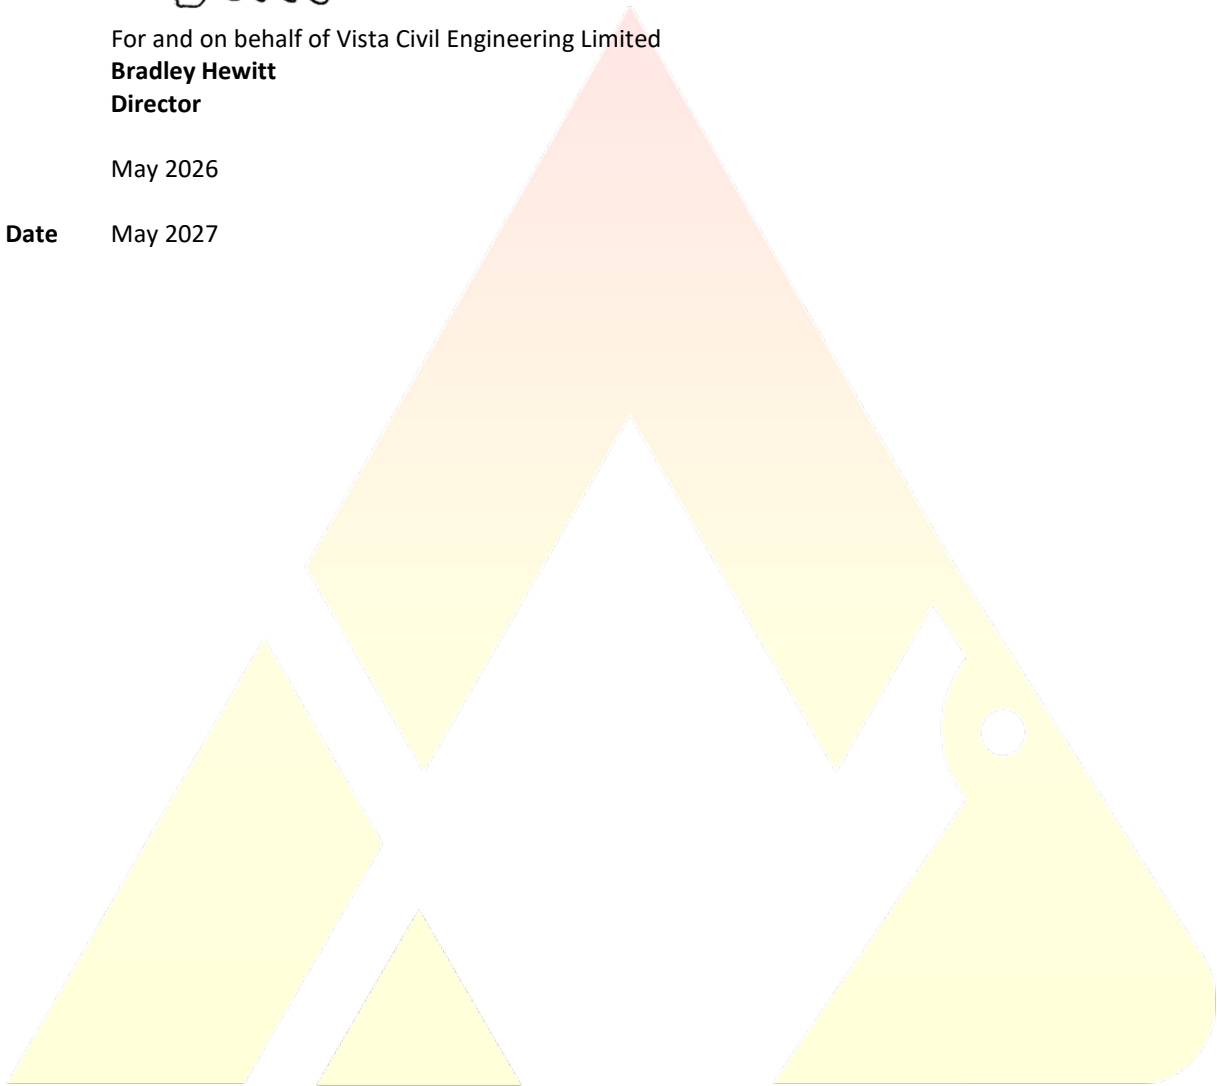 For and on behalf of Vista Civil Engineering Limited
Bradley Hewitt
Director
May 2026
Date May 2027